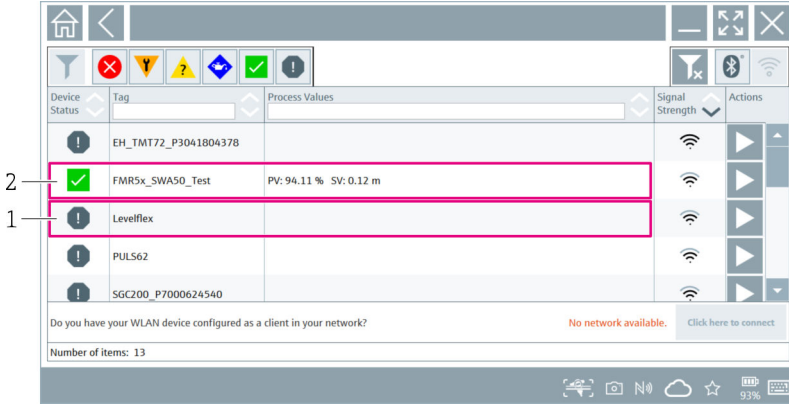 Device Status
Tag
Process Values
Signal Strength
Actions
EH_TMT72_P3041804378
2
FMR5x_SWA50_Test
PV: 94.11 % SV: 0.12 m
1
Levelflex
PULS62
SGC200_P7000624540
Do you have your WLAN device configured as a client in your network?
No network available.
Click here to connect
Number of items: 13
93%